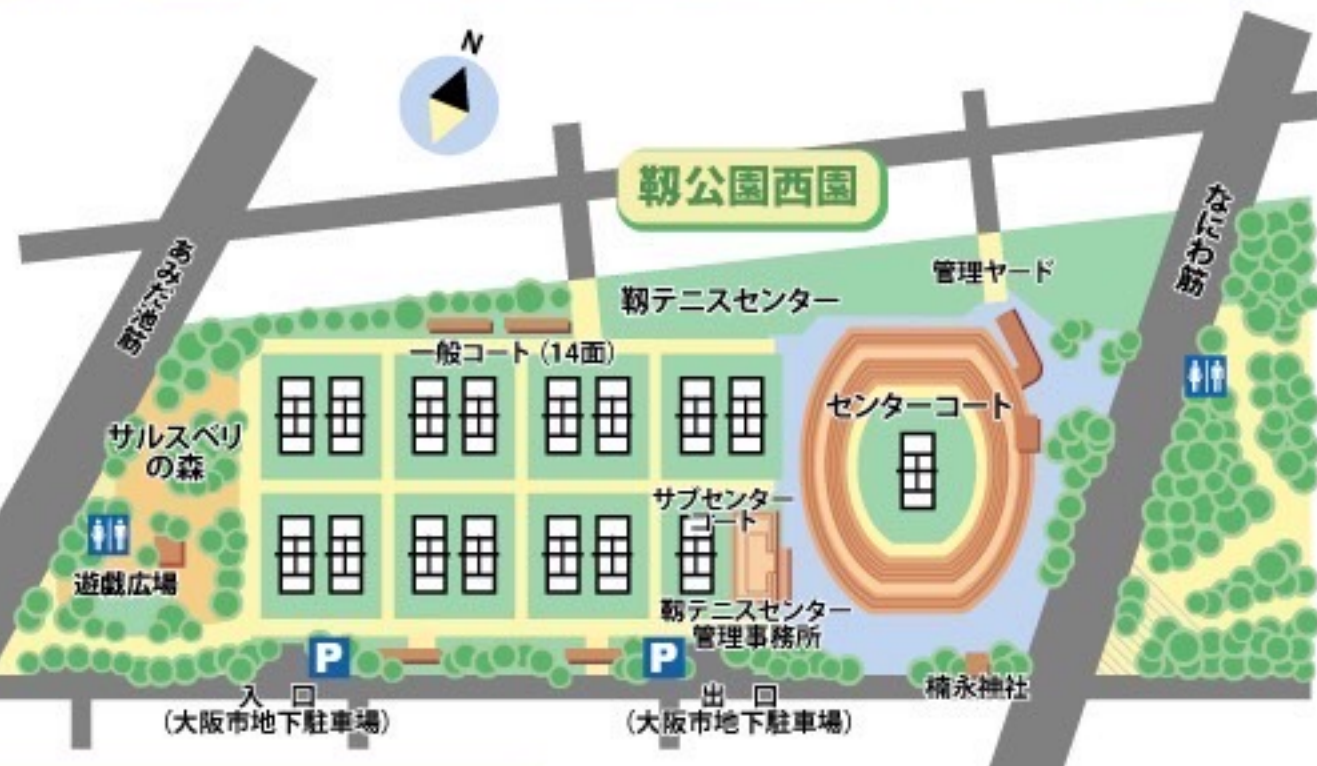 N
靱公園西園
あみだ池筋
なにわ筋
管理ヤード
靱テニスセンター
一般コート（14面）
センターコート
サルスベリ
の森
サブセンター
コート
遊戯広場
靱テニスセンター
管理事務所
P
P
楠永神社
入 口
（大阪市地下駐車場）
出 口
（大阪市地下駐車場）